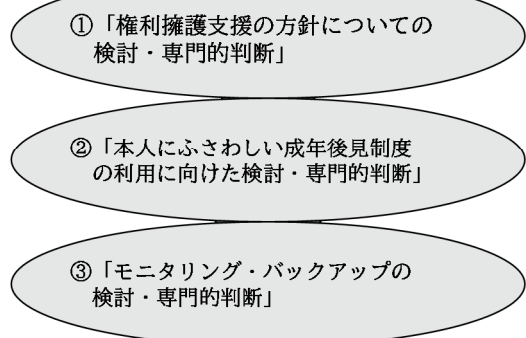 ①「権利擁護支援の方針についての
検討・専門的判断」
②「本人にふさわしい成年後見制度
の利用に向けた検討・専門的判断」
③「モニタリング・バックアップの
検討・専門的判断」